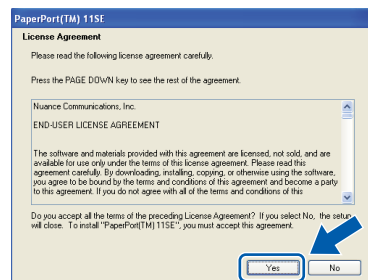 PaperPort(TM) 11SE
License Agreement
Please read the following license agreement carefully.
Press the PAGE DOWN key to see the rest of the agreement.
Nuance Communications, Inc.
END-USER LICENSE AGREEMENT
The software and materials provided with this agreement are licensed, not sold, and are
available for use only under the terms of this license agreement. Please read this
agreement carefully. By downloading, installing, copying, or otherwise using the software,
you agree to be bound by the terms and conditions of this agreement and become a party
to this agreement. If you do not agree with all of the terms and conditions of this
Do you accept all the terms of the preceding License Agreement? If you select No, the setup
will close. To install "PaperPort(TM) 11SE", you must accept this agreement.
Yes
No